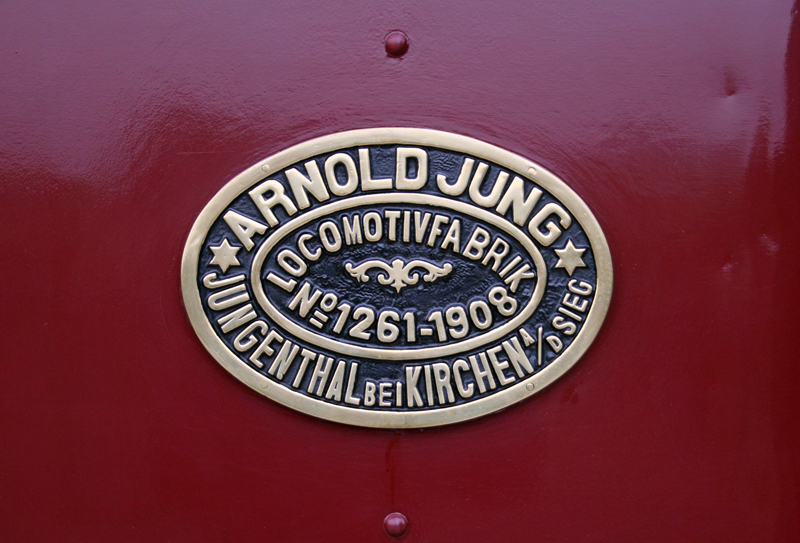 ARNOLD JUNG
LOCOMOTIVFABRIK
Nº 1261-1908
JUNGENTHAL BEI KIRCHEN A/D SIEG